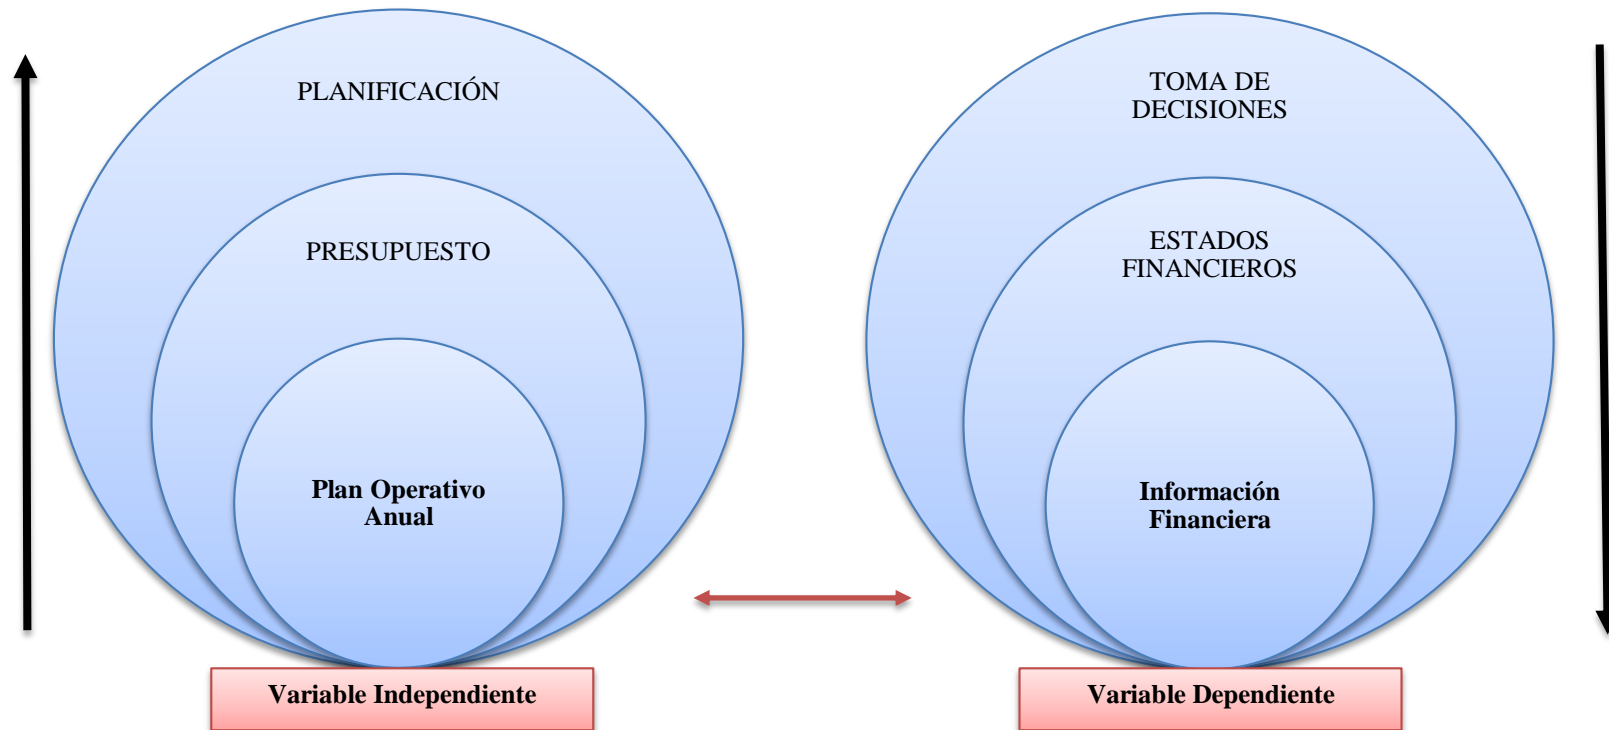 PLANIFICACIÓN
PRESUPUESTO
Plan Operativo
Anual
Variable Independiente
TOMA DE
DECISIONES
ESTADOS
FINANCIEROS
Información
Financiera
Variable Dependiente